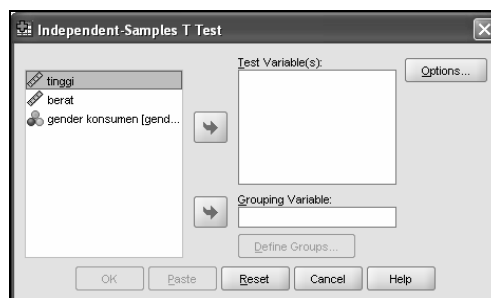 Independent-Samples T Test
tinggi
berat
gender konsumen [gend...
Test Variable(s):
Options...
Grouping Variable:
Define Groups...
OK
Paste
Reset
Cancel
Help